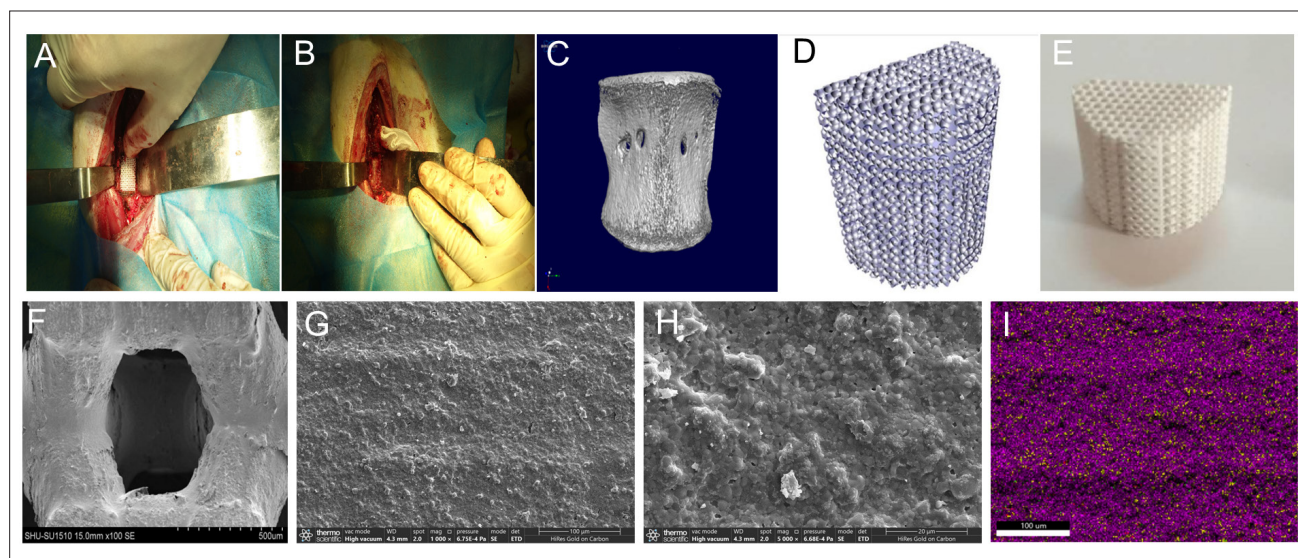 A
B
C
D
E
F
SHU-SU1510 15.0mm x100 SE
500um
G
thermo scientific
vac mode WD spot mag pressure mode det
High vacuum 4.3 mm 2.0 1 000 × 6.75E-4 Pa SE ETD
100 µm
HiRes Gold on Carbon
H
thermo scientific
vac mode WD spot mag pressure mode det
High vacuum 4.3 mm 2.0 5 000 × 6.68E-4 Pa SE ETD
20 µm
HiRes Gold on Carbon
I
100 um